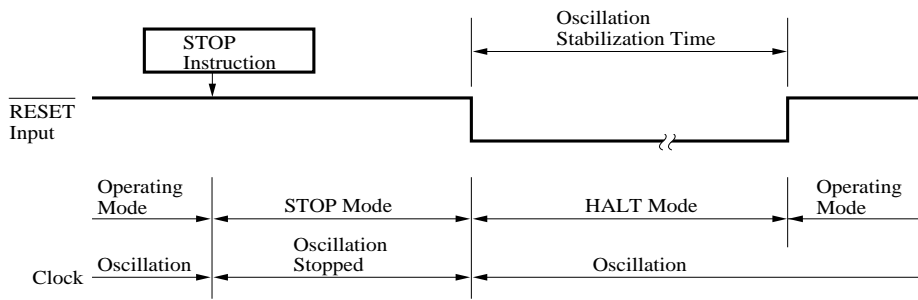 Oscillation
Stabilization Time
STOP
Instruction
RESET
Input
Operating
Mode
STOP Mode
HALT Mode
Operating
Mode
Clock
Oscillation
Oscillation
Stopped
Oscillation